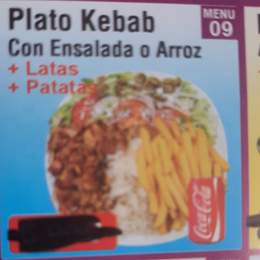 Plato Kebab
MENU
09
Con Ensalada o Arroz
+ Latas
+ Patatas
Coca-Cola